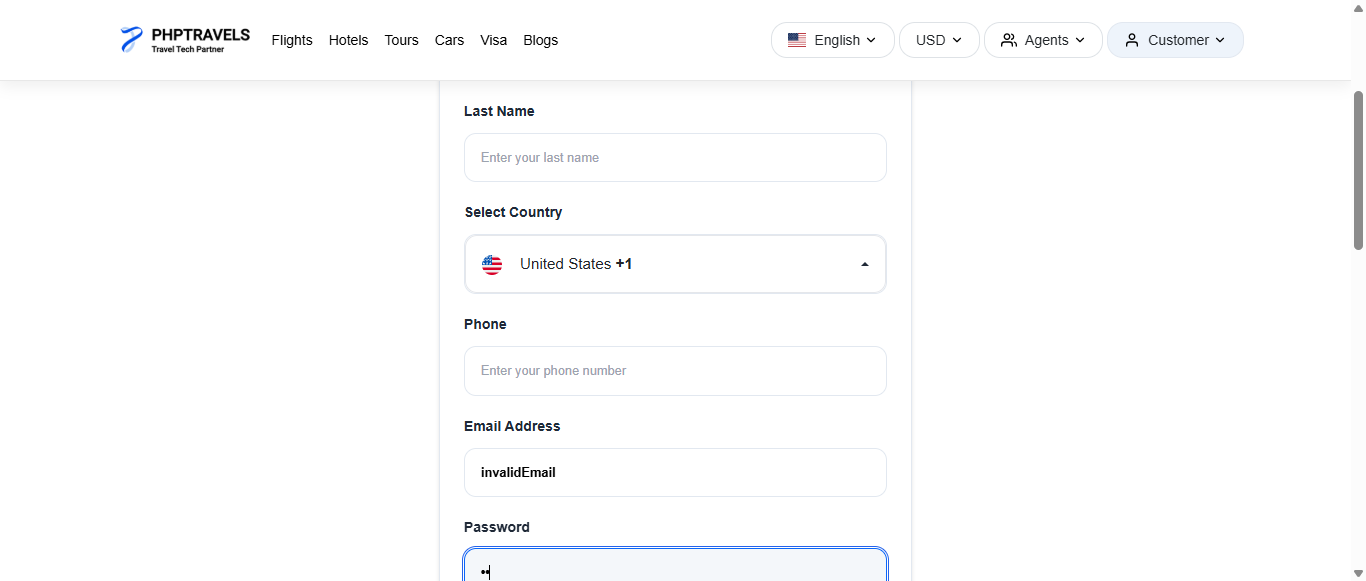 PHPTRAVELS
Travel Tech Partner
Flights Hotels Tours Cars Visa Blogs
English USD Agents Customer
Last Name
Enter your last name
Select Country
United States +1
Phone
Enter your phone number
Email Address
invalidEmail
Password
••